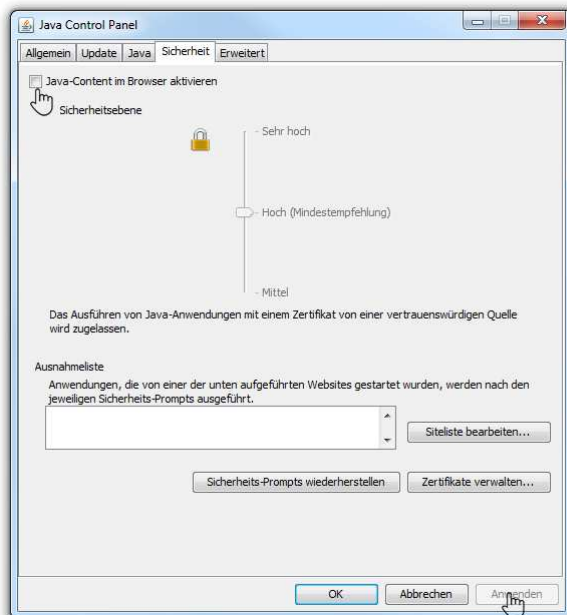 Java Control Panel
Allgemein Update Java Sicherheit Erweitert
Java-Content im Browser aktivieren
Sicherheitsebene
- Sehr hoch
- Hoch (Mindestempfehlung)
- Mittel
Das Ausführen von Java-Anwendungen mit einem Zertifikat von einer vertrauenswürdigen Quelle
wird zugelassen.
Ausnahmeliste
Anwendungen, die von einer der unten aufgeführten Websites gestartet wurden, werden nach den
jeweiligen Sicherheits-Prompts ausgeführt.
Siteliste bearbeiten...
Sicherheits-Prompts wiederherstellen Zertifikate verwalten...
OK Abbrechen Anwenden